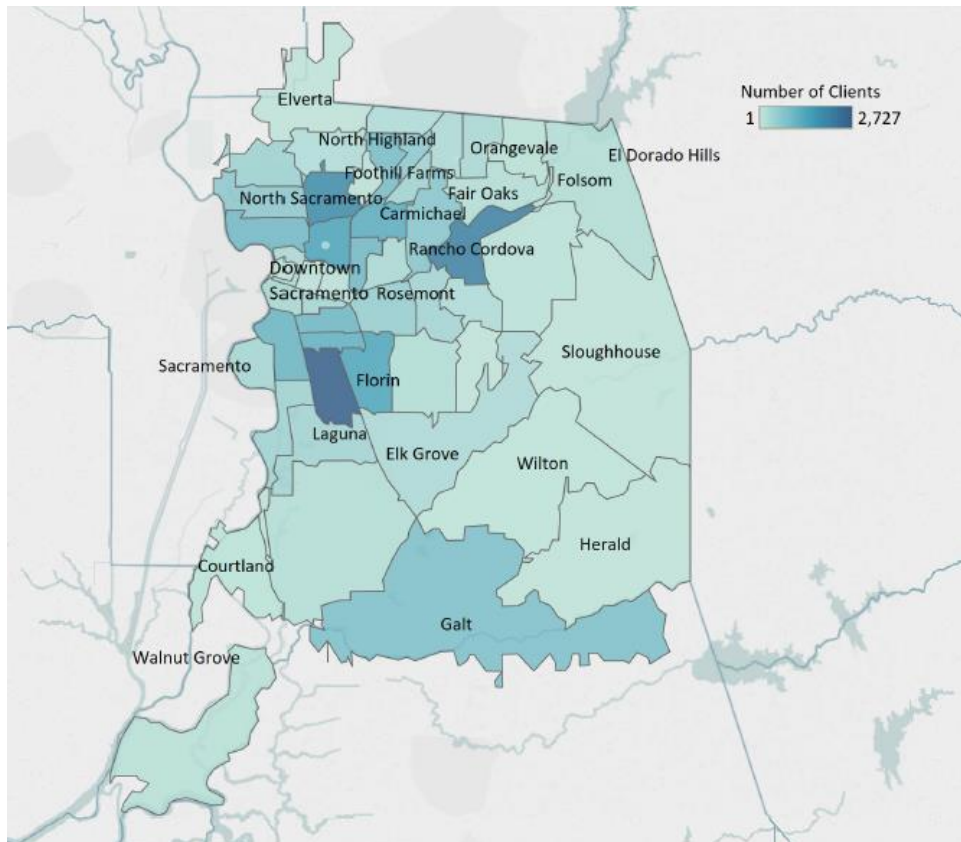 Number of Clients
1 2,727
Elverta
North Highland
Orangevale
El Dorado Hills
Foothill Farms
Folsom
Fair Oaks
North Sacramento
Carmichael
Rancho Cordova
Downtown
Sacramento
Rosemont
Sloughhouse
Sacramento
Florin
Laguna
Elk Grove
Wilton
Herald
Courtland
Galt
Walnut Grove